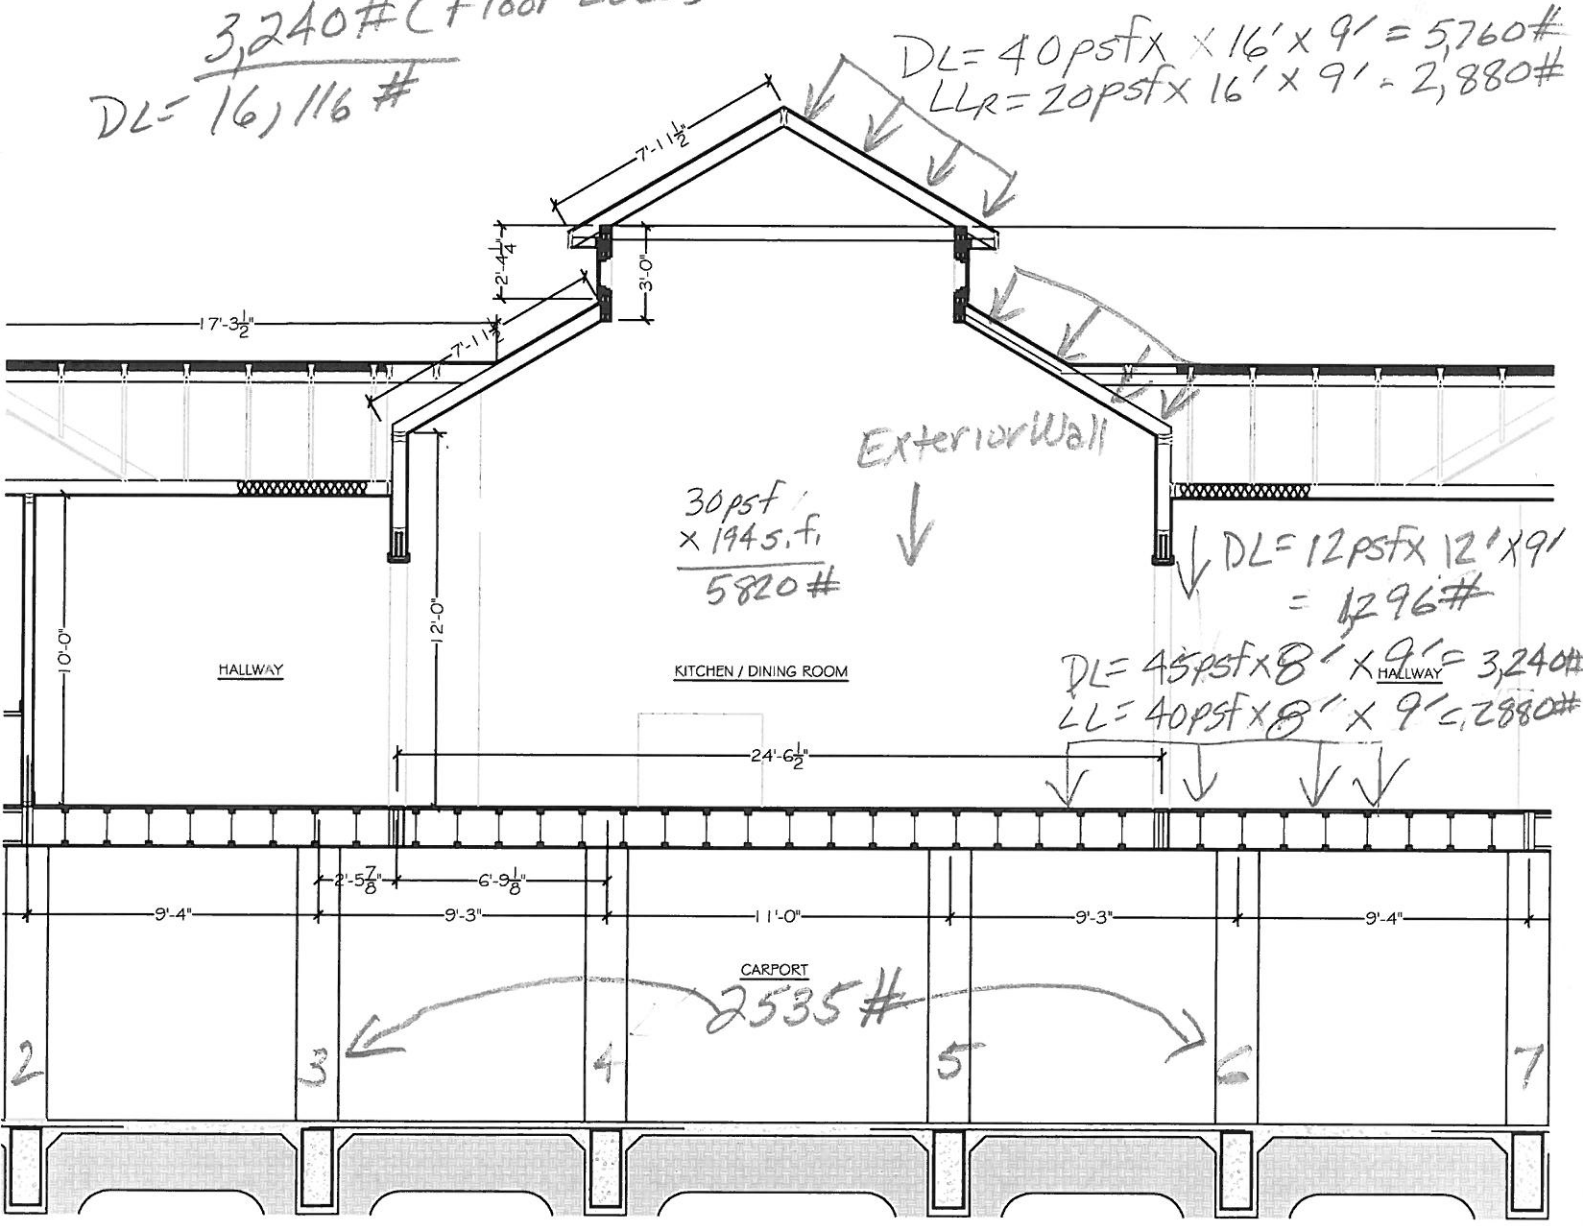 3,240# (Floor
DL= 16,116#
DL= 40psf x x 16' x 9' = 5,760#
LLR= 20psf x 16' x 9' - 2,880#
7'-11½"
2'-4¼"
3'-0"
17'-3½"
7'-11½"
Exterior Wall
30psf
x 194 s.f.
5820#
DL= 12psf x 12' x 9'
= 1,296#
12'-0"
10'-0"
HALLWAY
KITCHEN / DINING ROOM
HALLWAY
DL= 45psf x 8' x 9' = 3,240#
LL= 40psf x 8' x 9' = 2880#
24'-6½"
2'-5⅞"
6'-9⅛"
9'-4"
9'-3"
11'-0"
9'-3"
9'-4"
CARPORT
2535#
2
3
4
5
6
7